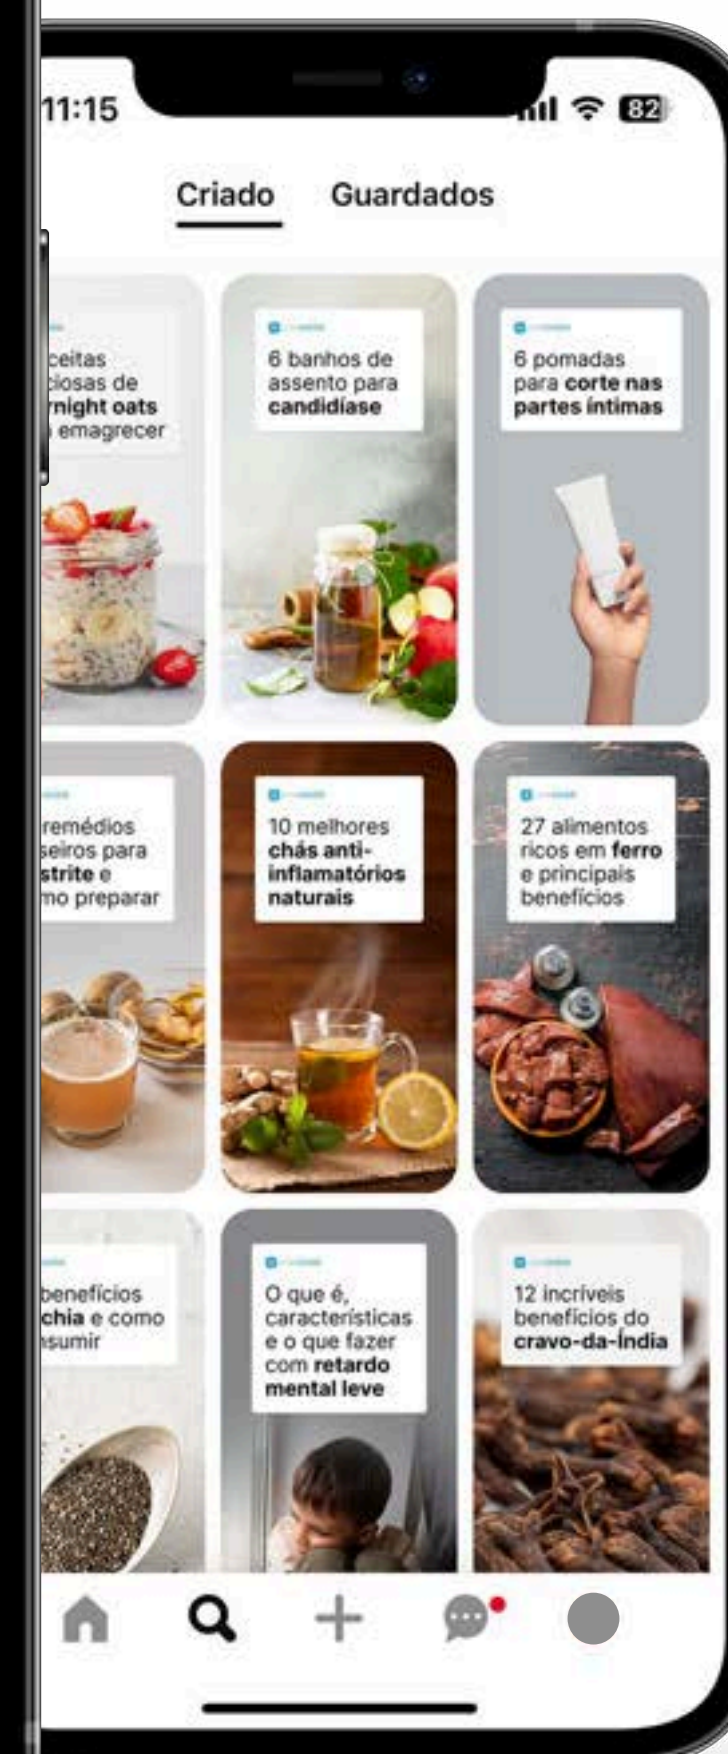 11:15
82
Criado Guardados
ceitas
ciosas de
rnight oats
emagrecer
6 banhos de
assento para
candidíase
6 pomadas
para corte nas
partes íntimas
remédios
seiros para
strite e
mo preparar
10 melhores
chás anti-
inflamatórios
naturais
27 alimentos
ricos em ferro
e principais
benefícios
benefícios
chia e como
nsumir
O que é,
características
e o que fazer
com retardo
mental leve
12 incríveis
benefícios do
cravo-da-Índia